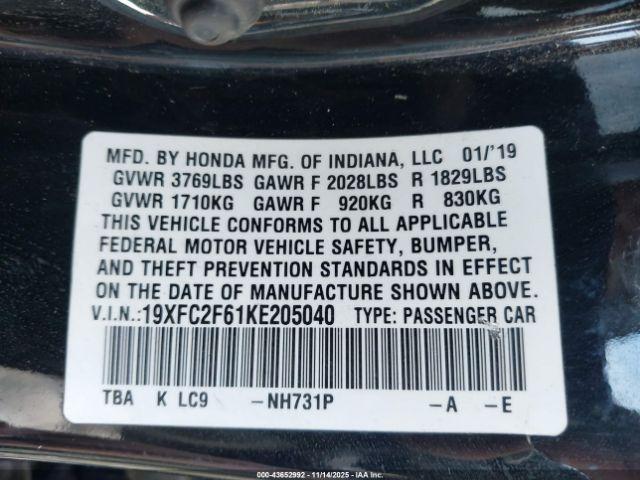 MFD. BY HONDA MFG. OF INDIANA, LLC 01/'19
GVWR 3769LBS GAWR F 2028LBS R 1829LBS
GVWR 1710KG GAWR F 920KG R 830KG
THIS VEHICLE CONFORMS TO ALL APPLICABLE
FEDERAL MOTOR VEHICLE SAFETY, BUMPER,
AND THEFT PREVENTION STANDARDS IN EFFECT
ON THE DATE OF MANUFACTURE SHOWN ABOVE.
V.I.N.:19XFC2F61KE205040 TYPE: PASSENGER CAR
TBA K LC9 –NH731P –A –E
000-43652992 | 11/14/2025 | IAA, Inc.